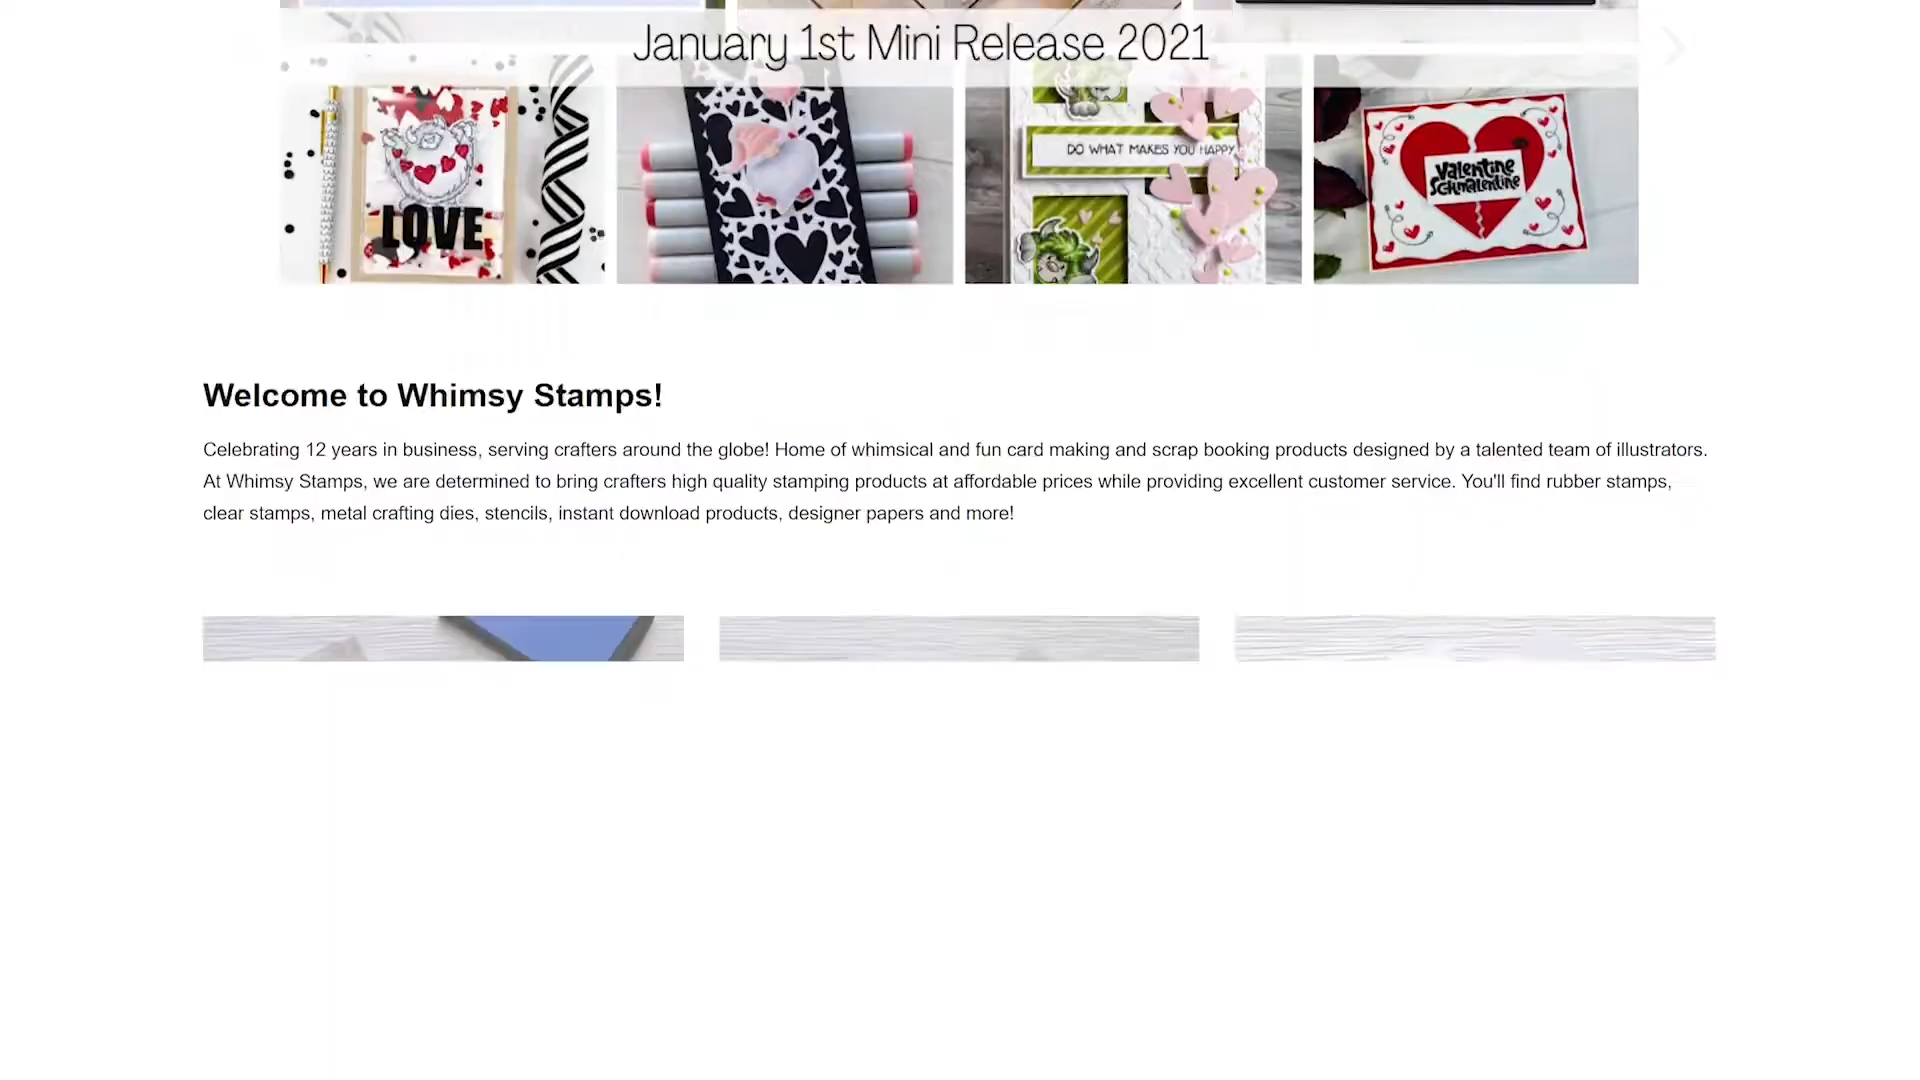 January 1st Mini Release 2021
LOVE
DO WHAT MAKES YOU HAPPY
Valentine
Schmalentine
Welcome to Whimsy Stamps!
Celebrating 12 years in business, serving crafters around the globe! Home of whimsical and fun card making and scrap booking products designed by a talented team of illustrators.
At Whimsy Stamps, we are determined to bring crafters high quality stamping products at affordable prices while providing excellent customer service. You'll find rubber stamps,
clear stamps, metal crafting dies, stencils, instant download products, designer papers and more!